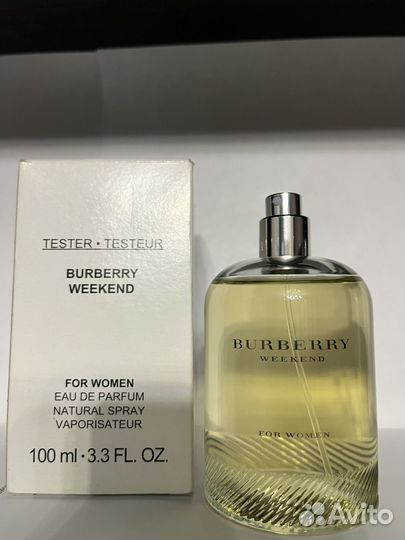 TESTER • TESTEUR
BURBERRY
WEEKEND
FOR WOMEN
EAU DE PARFUM
NATURAL SPRAY
VAPORISATEUR
100 ml • 3.3 FL. OZ.
BURBERRY
WEEKEND
FOR WOMEN
Avito